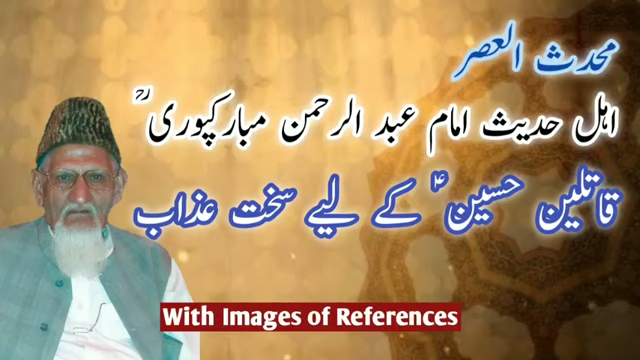 محدث العصر
اہل حدیث امام عبد الرحمن مبارکپوریؒ
قاتلین حسینؑ کے لیے سخت عذاب
With Images of References